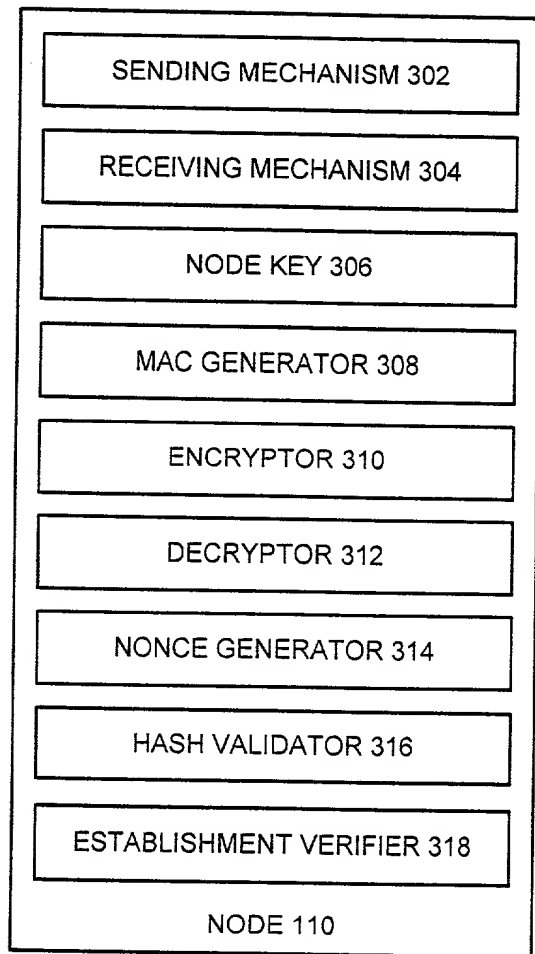 SENDING MECHANISM 302
RECEIVING MECHANISM 304
NODE KEY 306
MAC GENERATOR 308
ENCRYPTOR 310
DECRYPTOR 312
NONCE GENERATOR 314
HASH VALIDATOR 316
ESTABLISHMENT VERIFIER 318
NODE 110